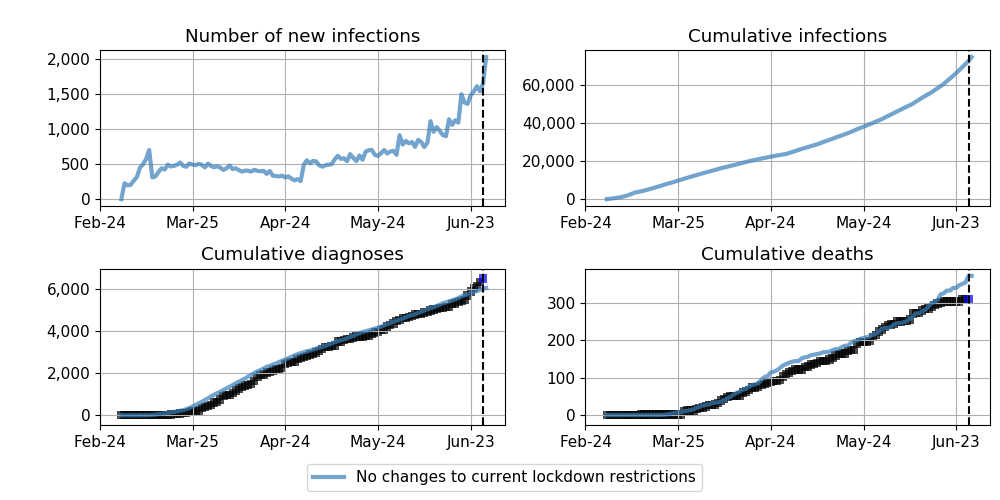 Number of new infections
2,000
1,500
1,000
500
0
Feb-24 Mar-25 Apr-24 May-24 Jun-23
Cumulative infections
60,000
40,000
20,000
0
Feb-24 Mar-25 Apr-24 May-24 Jun-23
Cumulative diagnoses
6,000
4,000
2,000
0
Feb-24 Mar-25 Apr-24 May-24 Jun-23
Cumulative deaths
300
200
100
0
Feb-24 Mar-25 Apr-24 May-24 Jun-23
No changes to current lockdown restrictions